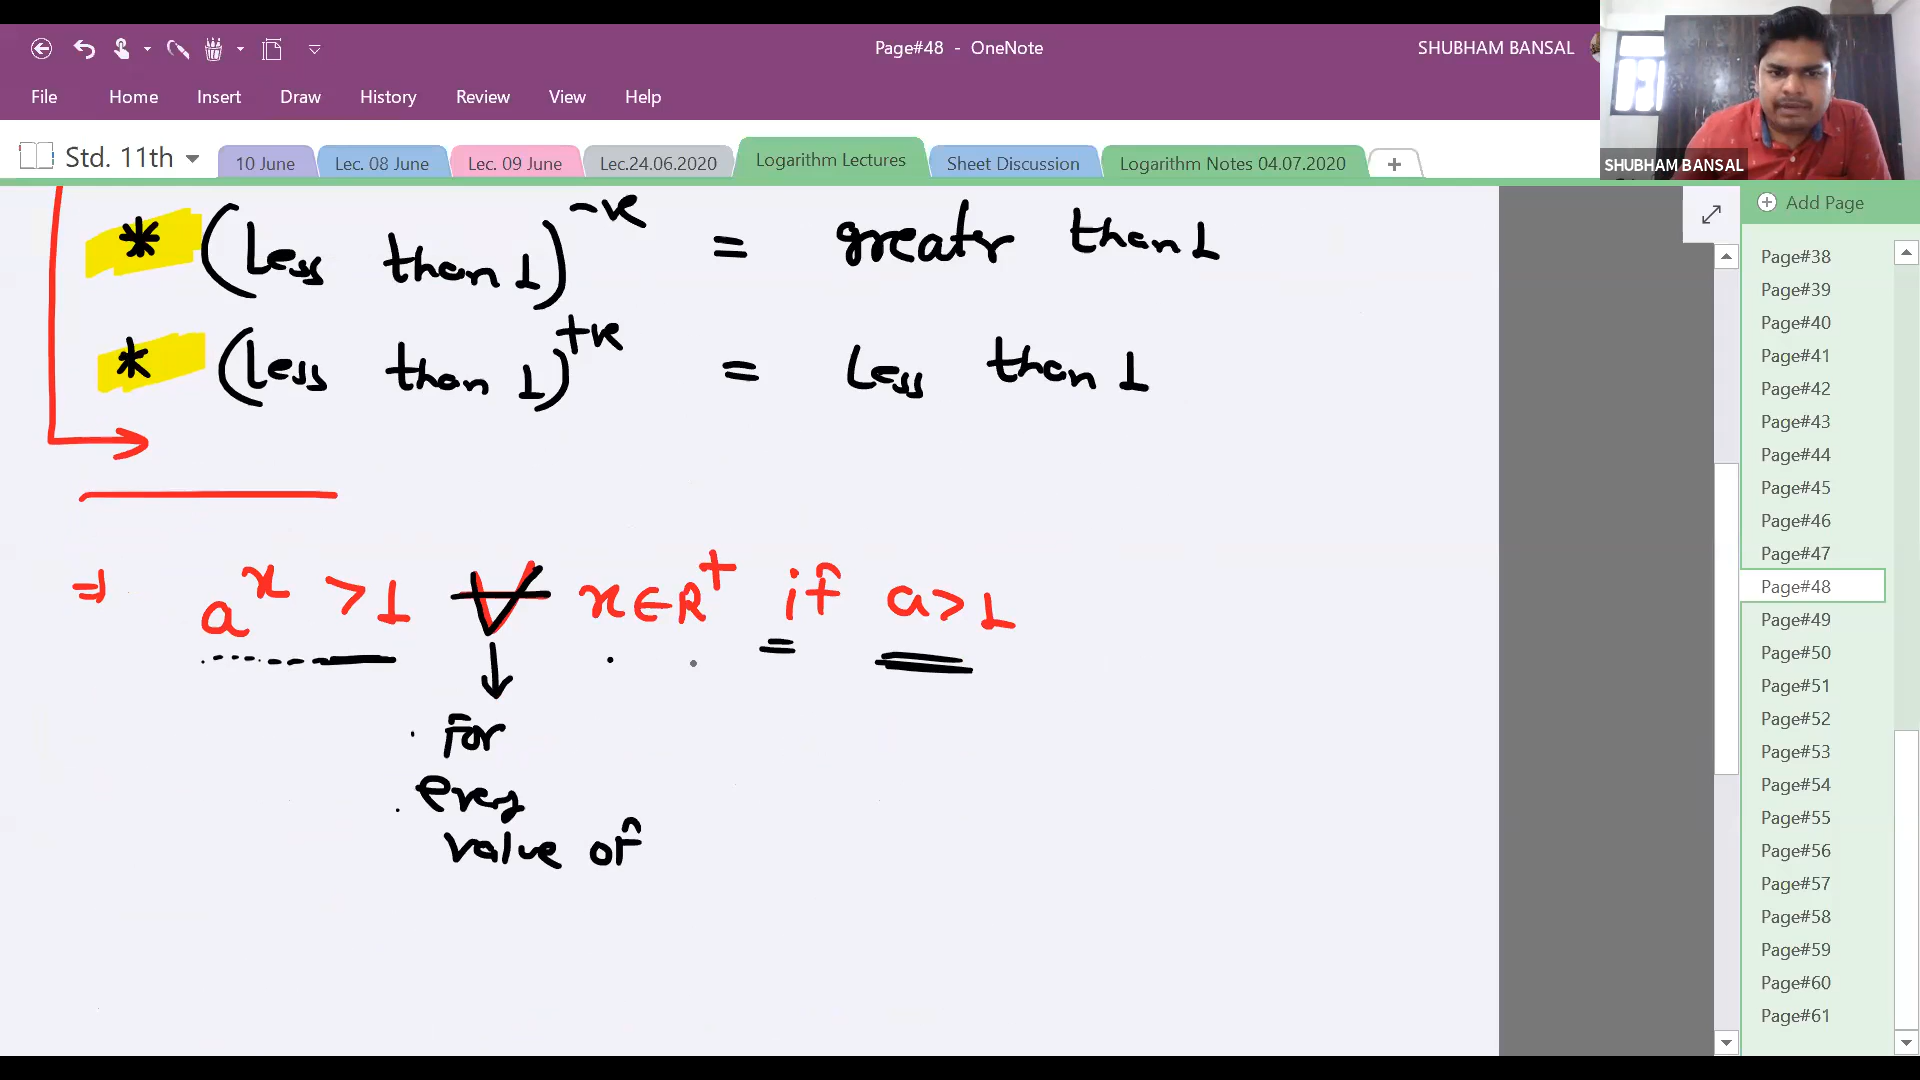 Page#48 - OneNote
SHUBHAM BANSAL
File Home Insert Draw History Review View Help
SHUBHAM BANSAL
Std. 11th
10 June
Lec. 08 June
Lec. 09 June
Lec.24.06.2020
Logarithm Lectures
Sheet Discussion
Logarithm Notes 04.07.2020
+
* (Less than 1)^-ve = greater than 1
* (Less than 1)^+ve = Less than 1
⇒ a^x > 1 ∀ x ∈ R^+ if a > 1
↓
For
every
value of
Add Page
Page#38
Page#39
Page#40
Page#41
Page#42
Page#43
Page#44
Page#45
Page#46
Page#47
Page#48
Page#49
Page#50
Page#51
Page#52
Page#53
Page#54
Page#55
Page#56
Page#57
Page#58
Page#59
Page#60
Page#61